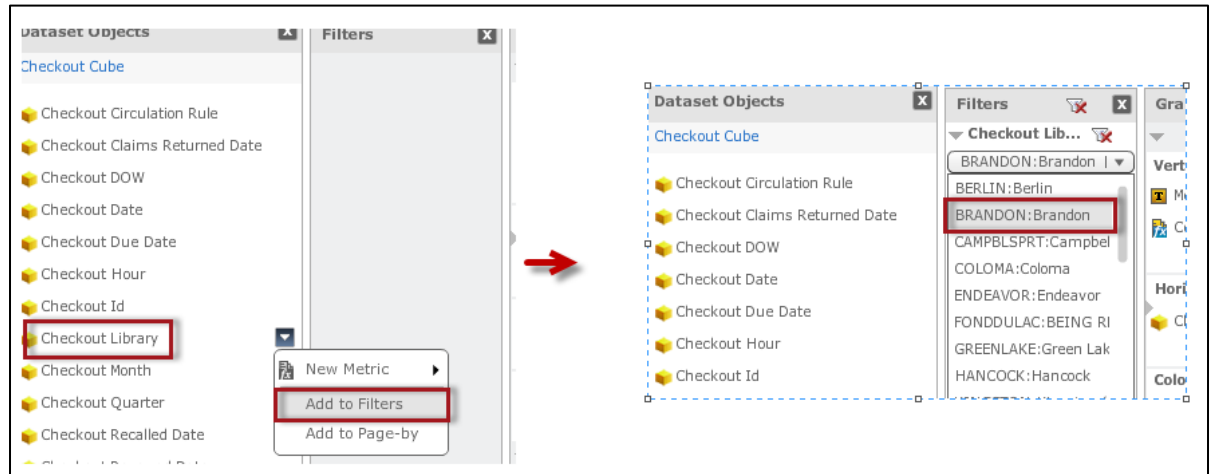 Dataset Objects
Checkout Cube
Checkout Circulation Rule
Checkout Claims Returned Date
Checkout DOW
Checkout Date
Checkout Due Date
Checkout Hour
Checkout Id
Checkout Library
Checkout Month
Checkout Quarter
Checkout Recalled Date
Filters
New Metric
Add to Filters
Add to Page-by
Dataset Objects
Checkout Cube
Checkout Circulation Rule
Checkout Claims Returned Date
Checkout DOW
Checkout Date
Checkout Due Date
Checkout Hour
Checkout Id
Filters
Checkout Lib...
BRANDON:Brandon
BERLIN:Berlin
BRANDON:Brandon
CAMPBLSPRT:Campbel
COLOMA:Coloma
ENDEAVOR:Endeavor
FONDDULAC:BEING RI
GREENLAKE:Green Lak
HANCOCK:Hancock
Gra
Vert
Hori
Colo